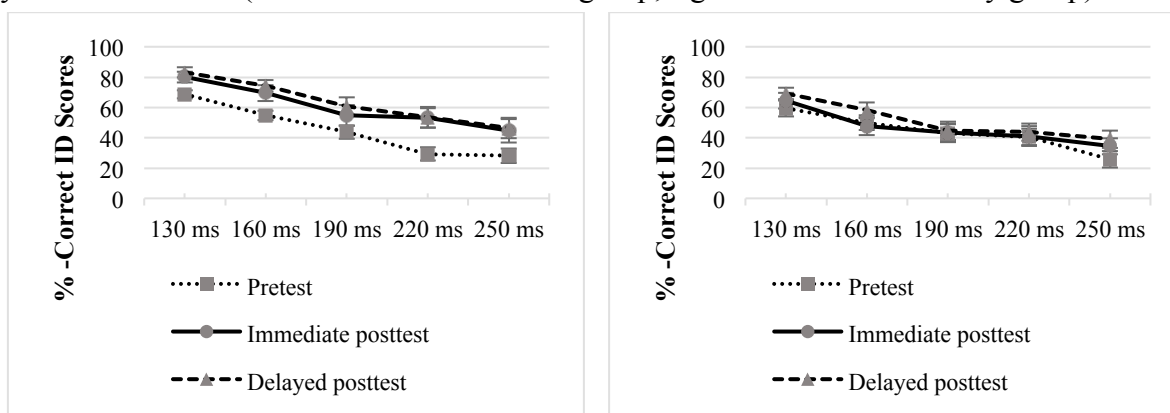 group, group)
% -Correct ID Scores
100
80
60
40
20
0
130 ms 160 ms 190 ms 220 ms 250 ms
Pretest
Immediate posttest
Delayed posttest
% -Correct ID Scores
100
80
60
40
20
0
130 ms 160 ms 190 ms 220 ms 250 ms
Pretest
Immediate posttest
Delayed posttest